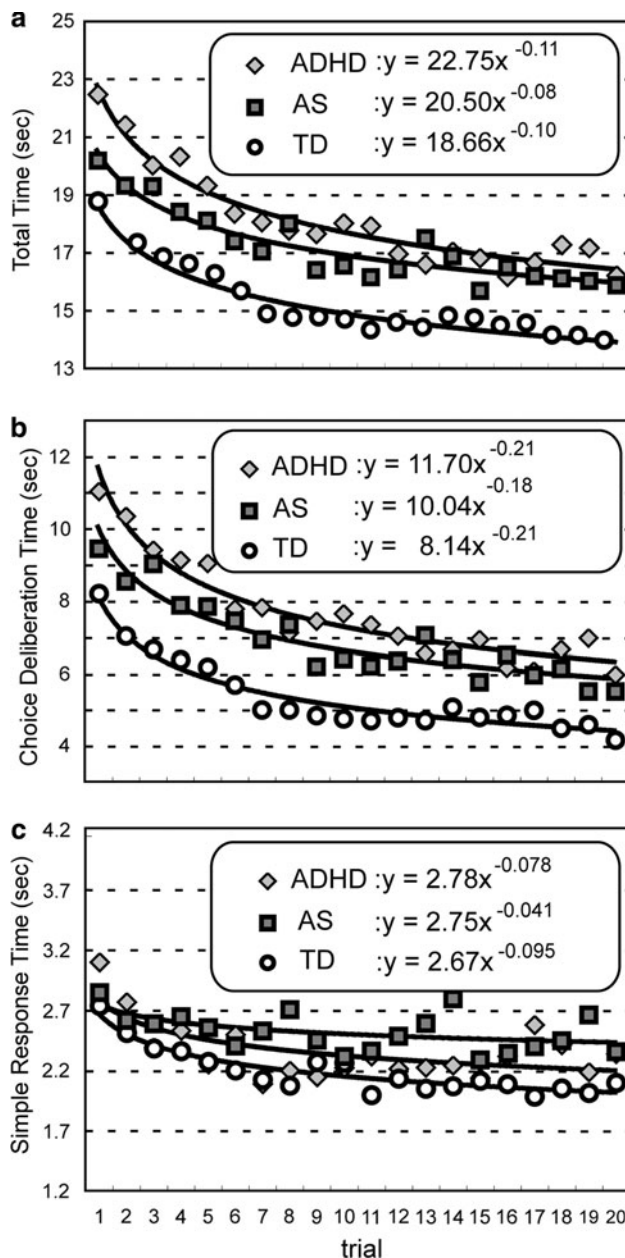 a
25
23
21
19
17
15
13
Total Time (sec)
ADHD :y = 22.75x^-0.11
AS :y = 20.50x^-0.08
TD :y = 18.66x^-0.10
b
12
10
8
6
4
Choice Deliberation Time (sec)
ADHD :y = 11.70x^-0.21
AS :y = 10.04x^-0.18
TD :y = 8.14x^-0.21
c
4.2
3.7
3.2
2.7
2.2
1.7
1.2
Simple Response Time (sec)
ADHD :y = 2.78x^-0.078
AS :y = 2.75x^-0.041
TD :y = 2.67x^-0.095
1 2 3 4 5 6 7 8 9 10 11 12 13 14 15 16 17 18 19 20
trial